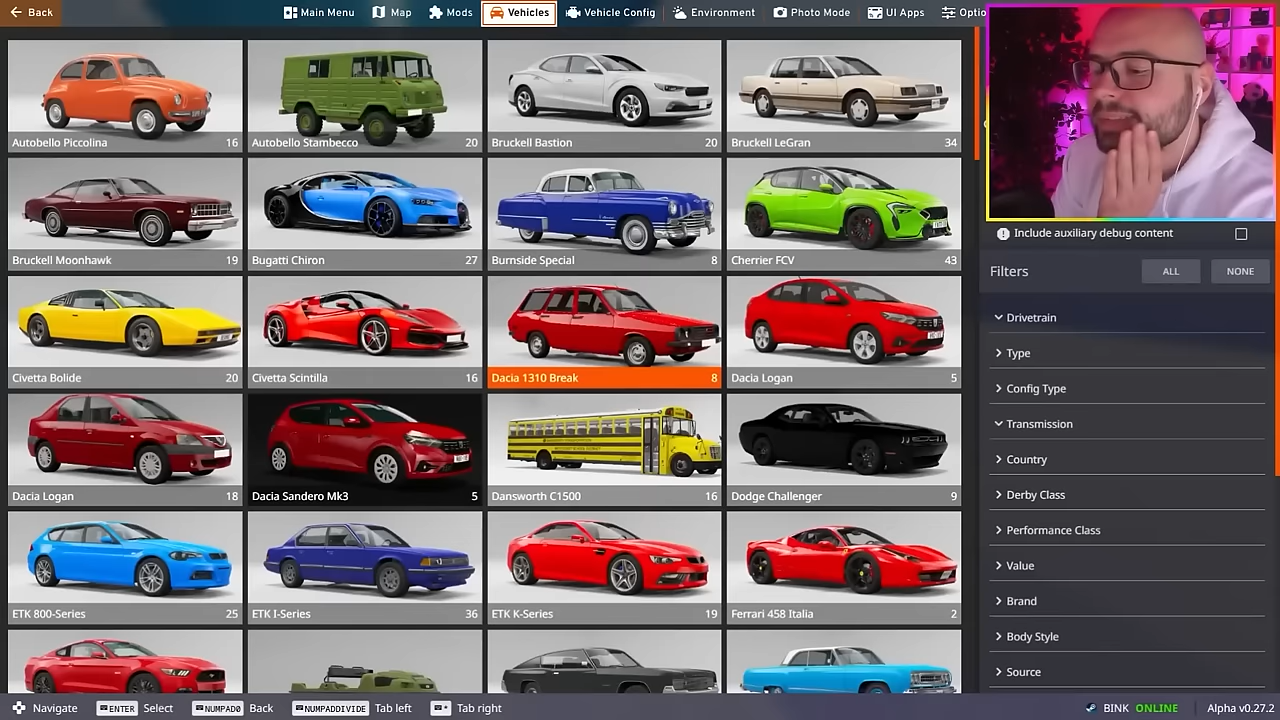 Back
Main Menu
Map
Mods
Vehicles
Vehicle Config
Environment
Photo Mode
UI Apps
Optio
Autobello Piccolina 16
Autobello Stambecco 20
Bruckell Bastion 20
Bruckell LeGran 34
Bruckell Moonhawk 19
Bugatti Chiron 27
Burnside Special 8
Cherrier FCV 43
Civetta Bolide 20
Civetta Scintilla 16
Dacia 1310 Break 8
Dacia Logan 5
Dacia Logan 18
Dacia Sandero Mk3 5
Dansworth C1500 16
Dodge Challenger 9
ETK 800-Series 25
ETK I-Series 36
ETK K-Series 19
Ferrari 458 Italia 2
Include auxiliary debug content
Filters
ALL
NONE
Drivetrain
Type
Config Type
Transmission
Country
Derby Class
Performance Class
Value
Brand
Body Style
Source
Navigate
ENTER Select
NUMPAD0 Back
NUMPADDIVIDE Tab left
* Tab right
BINK ONLINE
Alpha v0.27.2